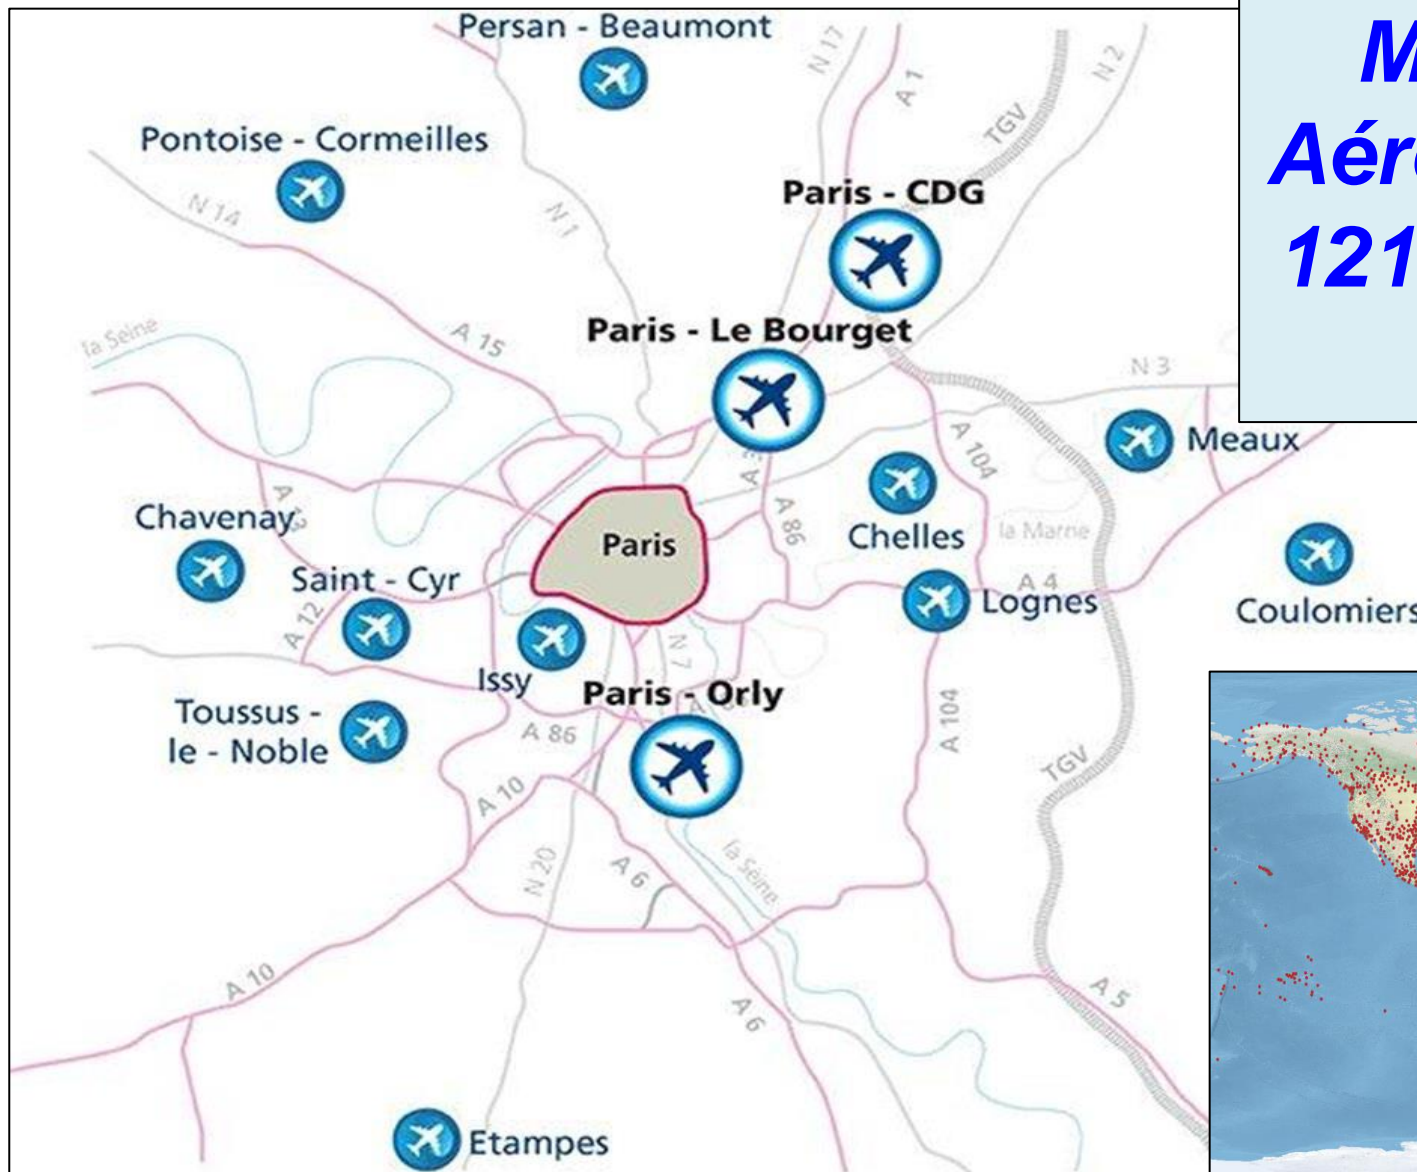 Persan - Beaumont
Pontoise - Cormeilles
N 17
A 1
TGV
N 2
Paris - CDG
N 14
N 1
la Seine
A 15
Paris - Le Bourget
N 3
Meaux
A 104
A 13
A 86
Chavenay
Paris
Chelles
la Marne
Saint - Cyr
A 4
Lognes
Coulomiers
A 12
N 7
Issy
Paris - Orly
Toussus -
le - Noble
A 86
A 104
TGV
A 10
N 20
A 6
la Seine
A 10
A 6
A 5
Etampes
121